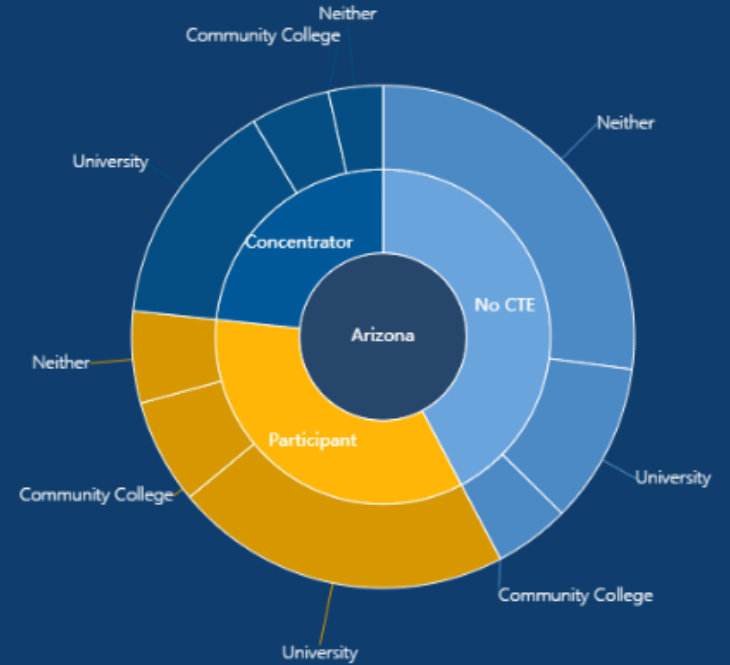 Neither
Community College
Neither
University
Concentrator
No CTE
Arizona
Neither
Participant
University
Community College
Community College
University